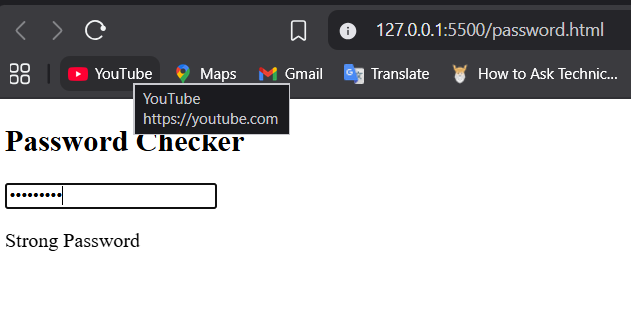 127.0.0.1:5500/password.html
YouTube Maps Gmail Translate How to Ask Technic...
YouTube
https://youtube.com
Password Checker
•••••••••
Strong Password